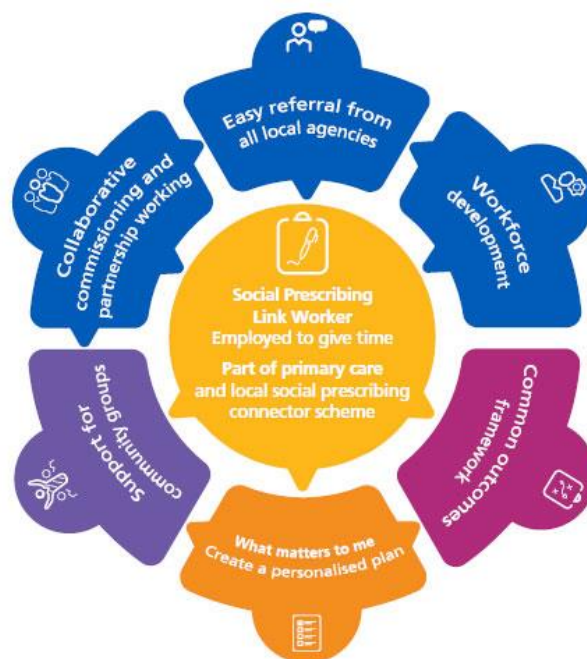 Easy referral from
all local agencies
Workforce
development
Common outcomes
framework
What matters to me
Create a personalised plan
Support for
community groups
Collaborative
commissioning and
partnership working
Social Prescribing
Link Worker
Employed to give time
Part of primary care
and local social prescribing
connector scheme